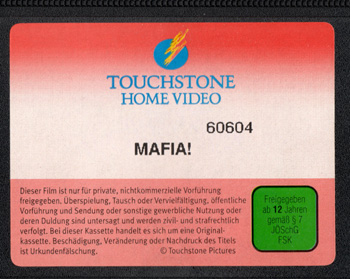 TOUCHSTONE
HOME VIDEO
60604
MAFIA!
Dieser Film ist nur für private, nichtkommerzielle Vorführung
freigegeben, Überspielung, Tausch oder Vervielfältigung, öffentliche
Vorführung und Sendung oder sonstige gewerbliche Nutzung oder
deren Duldung sind untersagt und werden zivil- und strafrechtlich
verfolgt. Bei dieser Kassette handelt es sich um eine Original-
kassette. Beschädigung, Veränderung oder Nachdruck des Titels
ist Urkundenfälschung.
© Touchstone Pictures
Freigegeben
ab 12 Jahren
gemäß § 7
JÖSchG
FSK